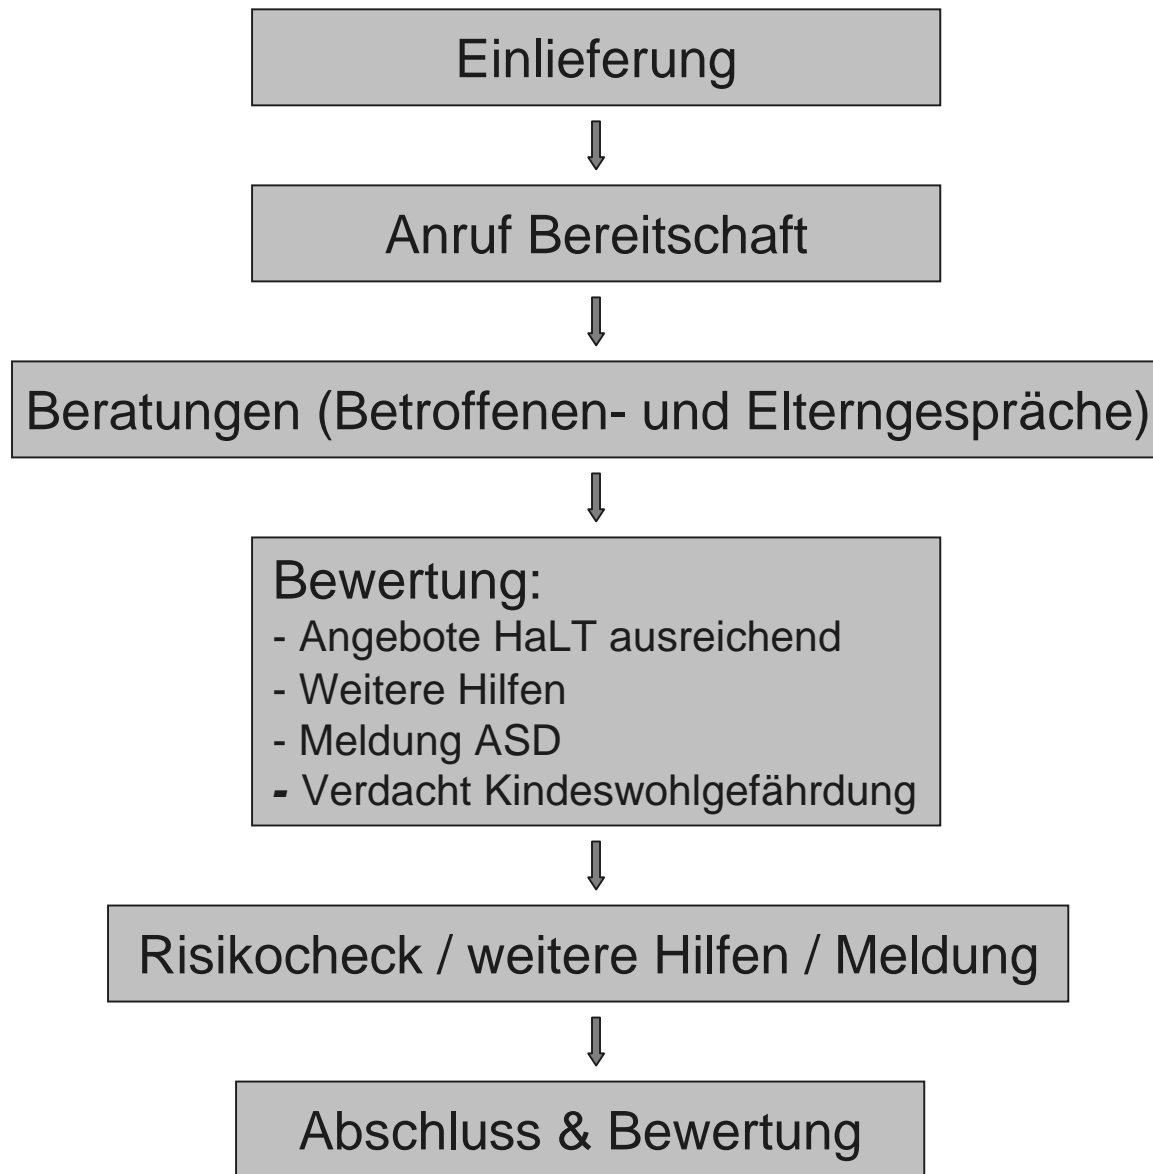 Einlieferung
Anruf Bereitschaft
Beratungen (Betroffenen- und Elterngespräche)
Bewertung:
- Angebote HaLT ausreichend
- Weitere Hilfen
- Meldung ASD
- Verdacht Kindeswohlgefährdung
Risikocheck / weitere Hilfen / Meldung
Abschluss & Bewertung